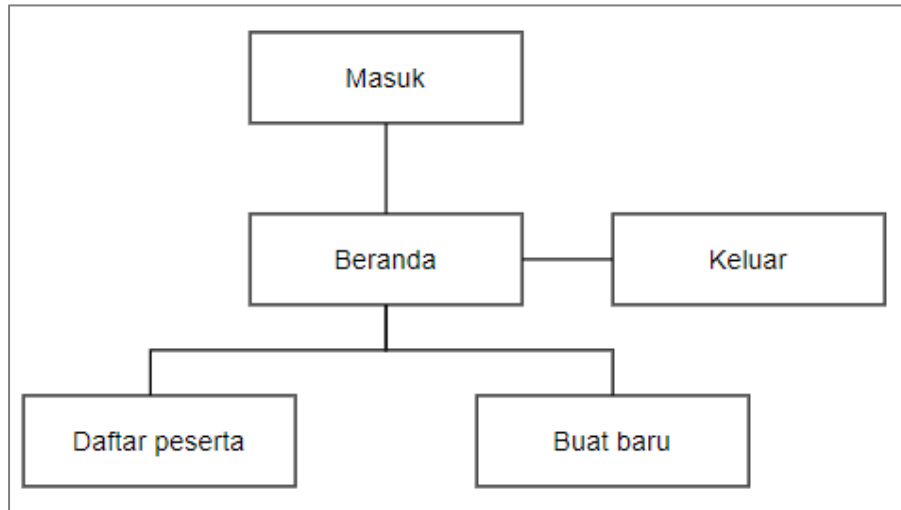 Masuk
Beranda
Keluar
Daftar peserta
Buat baru